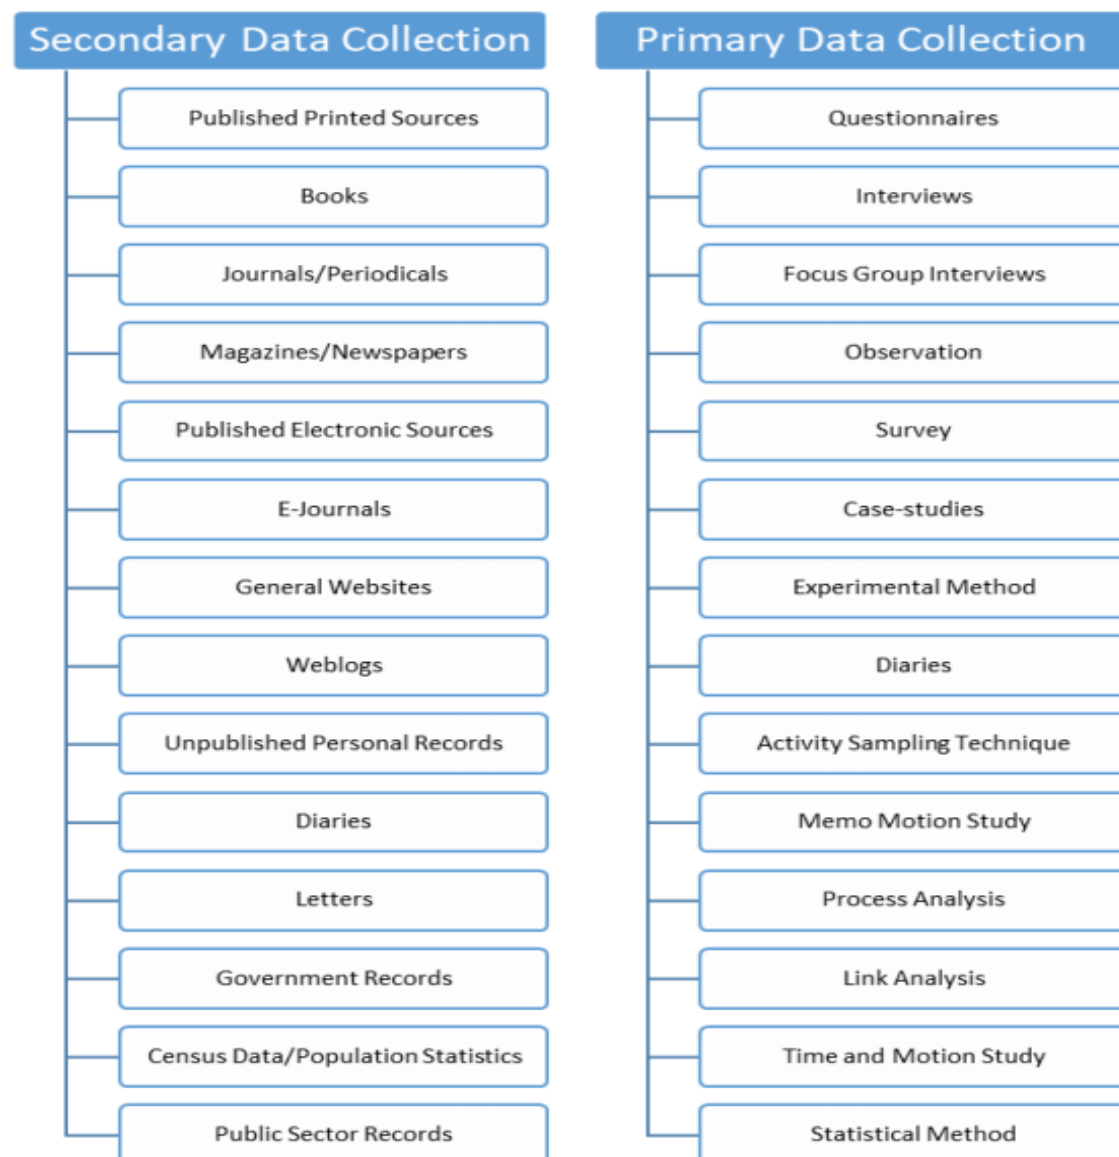 Secondary Data Collection
Published Printed Sources
Books
Journals/Periodicals
Magazines/Newspapers
Published Electronic Sources
E-Journals
General Websites
Weblogs
Unpublished Personal Records
Diaries
Letters
Government Records
Census Data/Population Statistics
Public Sector Records
Primary Data Collection
Questionnaires
Interviews
Focus Group Interviews
Observation
Survey
Case-studies
Experimental Method
Diaries
Activity Sampling Technique
Memo Motion Study
Process Analysis
Link Analysis
Time and Motion Study
Statistical Method